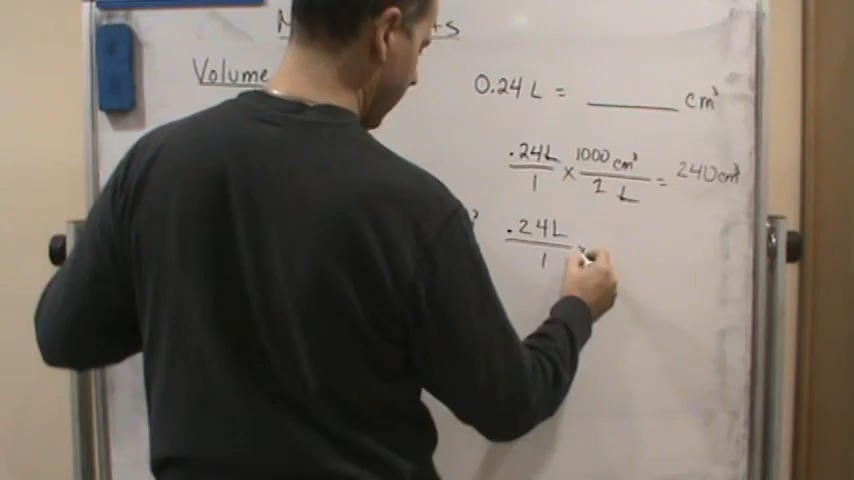 Volume
0.24 L = ______ cm³
.24L/1 x 1000 cm³/1 L = 240 cm³
.24L/1 x